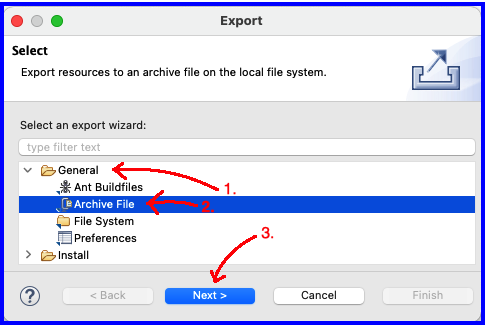 Export
Select
Export resources to an archive file on the local file system.
Select an export wizard:
type filter text
General
1.
Ant Buildfiles
Archive File
2.
File System
Preferences
3.
Install
?
< Back
Next >
Cancel
Finish